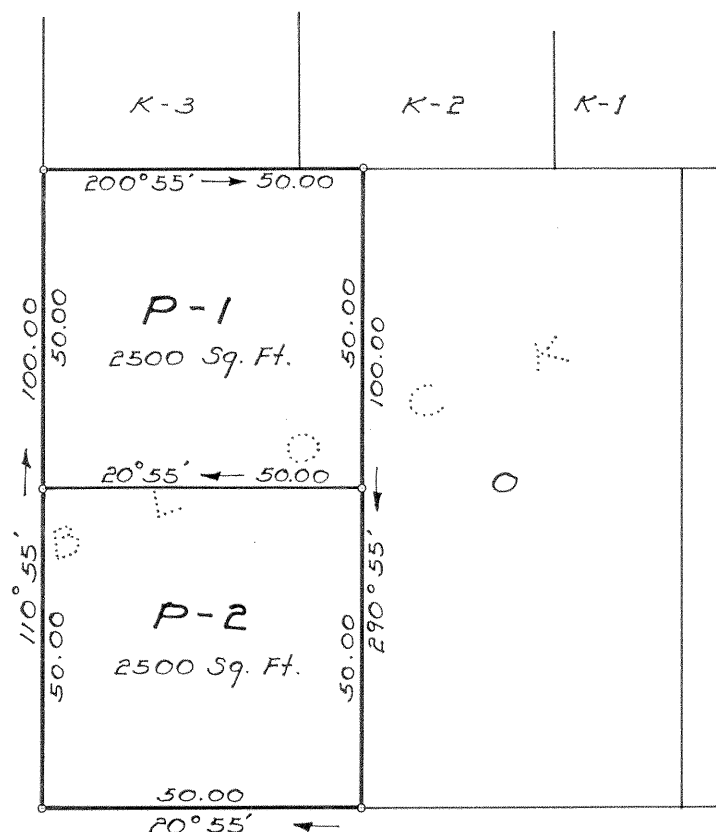 K-3
K-2
K-1
200°55' → 50.00
P-1
2500 Sq. Ft.
100.00
50.00
50.00
100.00
20°55' ← 50.00
BLOCK
O
P-2
2500 Sq. Ft.
110°55'
50.00
50.00
290°55'
50.00
20°55' ←